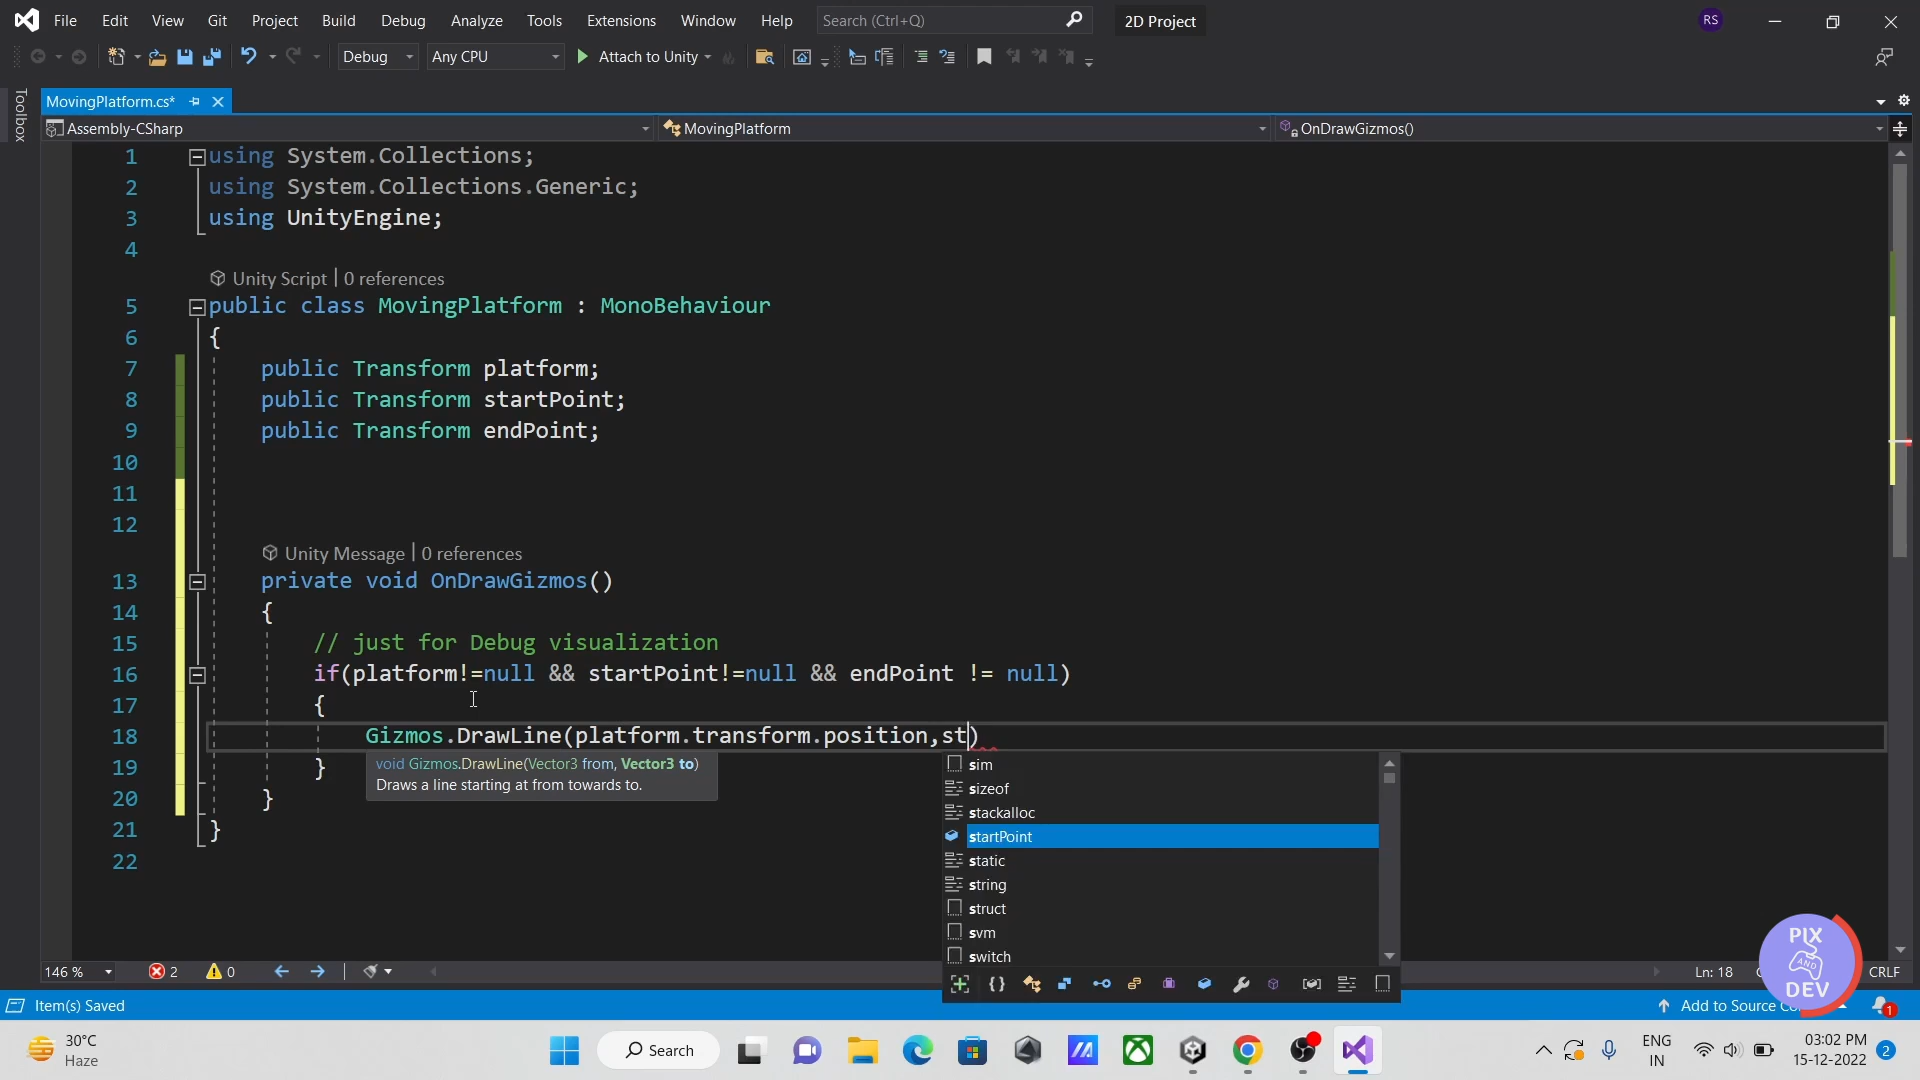 File Edit View Git Project Build Debug Analyze Tools Extensions Window Help Search (Ctrl+Q) 2D Project RS
Debug Any CPU Attach to Unity
Toolbox
MovingPlatform.cs*
Assembly-CSharp MovingPlatform OnDrawGizmos()
1 using System.Collections;
2 using System.Collections.Generic;
3 using UnityEngine;
4
Unity Script | 0 references
5 public class MovingPlatform : MonoBehaviour
6 {
7 public Transform platform;
8 public Transform startPoint;
9 public Transform endPoint;
10
11
12
Unity Message | 0 references
13 private void OnDrawGizmos()
14 {
15 // just for Debug visualization
16 if(platform!=null && startPoint!=null && endPoint != null)
17 {
18 Gizmos.DrawLine(platform.transform.position,st)
19 }
void Gizmos.DrawLine(Vector3 from, Vector3 to)
Draws a line starting at from towards to.
20 }
21 }
22
sim
sizeof
stackalloc
startPoint
static
string
struct
svm
switch
146 % 2 0 Ln: 18 CRLF
PIX
AND
DEV
Item(s) Saved Add to Source Co 1
30°C
Haze
Search
ENG
IN
03:02 PM
15-12-2022
2